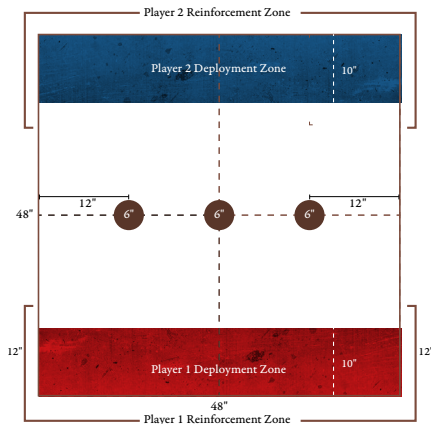 Player 2 Reinforcement Zone
Player 2 Deployment Zone
10"
12"
12"
48"
6"
6"
6"
12"
12"
10"
Player 1 Deployment Zone
48"
Player 1 Reinforcement Zone